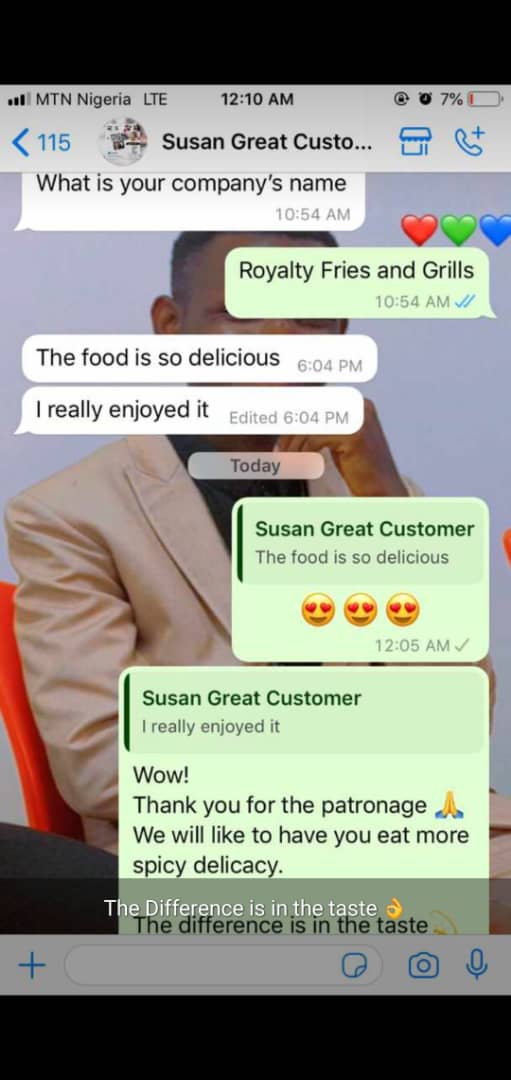 MTN Nigeria LTE 12:10 AM 7%
115 Susan Great Custo...
What is your company's name
10:54 AM
Royalty Fries and Grills
10:54 AM
The food is so delicious 6:04 PM
I really enjoyed it Edited 6:04 PM
Today
Susan Great Customer
The food is so delicious
😍 😍 😍
12:05 AM
Susan Great Customer
I really enjoyed it
Wow!
Thank you for the patronage 🙏
We will like to have you eat more
spicy delicacy.
The Difference is in the taste 👌
The difference is in the taste 💫